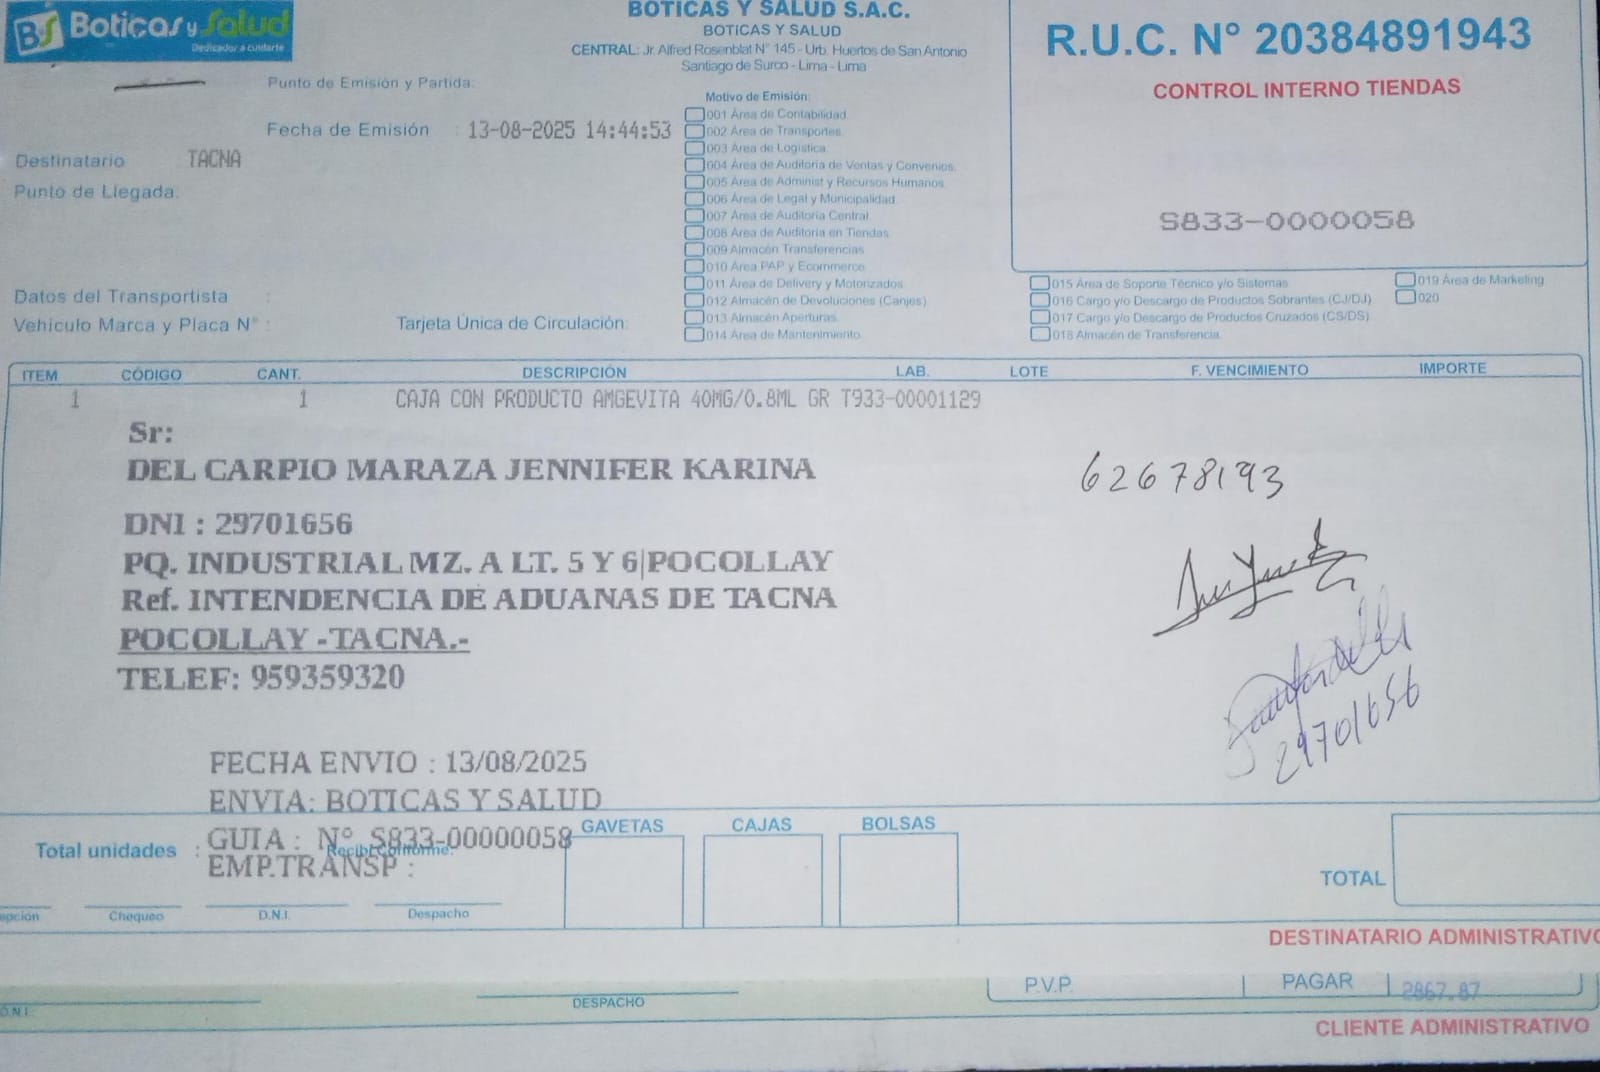 BS Boticas y Salud
Dedicados a cuidarte
BOTICAS Y SALUD S.A.C.
BOTICAS Y SALUD
CENTRAL: Jr. Alfred Rosenblat N° 145 - Urb. Huertos de San Antonio
Santiago de Surco - Lima - Lima
R.U.C. N° 20384891943
CONTROL INTERNO TIENDAS
S833-0000058
Punto de Emisión y Partida:
Fecha de Emisión : 13-08-2025 14:44:53
Destinatario TACNA
Punto de Llegada:
Datos del Transportista :
Vehículo Marca y Placa N° :
Tarjeta Única de Circulación:
Motivo de Emisión:
001 Área de Contabilidad
002 Área de Transportes
003 Área de Logística
004 Área de Auditoría de Ventas y Convenios
005 Área de Administ y Recursos Humanos
006 Área de Legal y Municipalidad
007 Área de Auditoría Central
008 Área de Auditoría en Tiendas
009 Almacén Transferencias
010 Área PAP y Ecommerce
011 Área de Delivery y Motorizados
012 Almacén de Devoluciones (Canjes)
013 Almacén Aperturas
014 Área de Mantenimiento
015 Área de Soporte Técnico y/o Sistemas
016 Cargo y/o Descargo de Productos Sobrantes (CJ/DJ)
017 Cargo y/o Descargo de Productos Cruzados (CS/DS)
018 Almacén de Transferencia
019 Área de Marketing
020
ITEM CÓDIGO CANT. DESCRIPCIÓN LAB. LOTE F. VENCIMIENTO IMPORTE
1 1 CAJA CON PRODUCTO AMGEVITA 40MG/0.8ML GR T933-00001129
Sr:
DEL CARPIO MARAZA JENNIFER KARINA
DNI : 29701656
PQ. INDUSTRIAL MZ. A LT. 5 Y 6|POCOLLAY
Ref. INTENDENCIA DE ADUANAS DE TACNA
POCOLLAY -TACNA.-
TELEF: 959359320
62678193
29701656
FECHA ENVIO : 13/08/2025
ENVIA: BOTICAS Y SALUD
GUIA : N° S833-00000058
EMP.TRANSP :
Total unidades :
Recibí Conforme:
GAVETAS CAJAS BOLSAS
TOTAL
Chequeo D.N.I. Despacho
DESTINATARIO ADMINISTRATIVO
D.N.I. DESPACHO P.V.P. PAGAR 2867.87
CLIENTE ADMINISTRATIVO